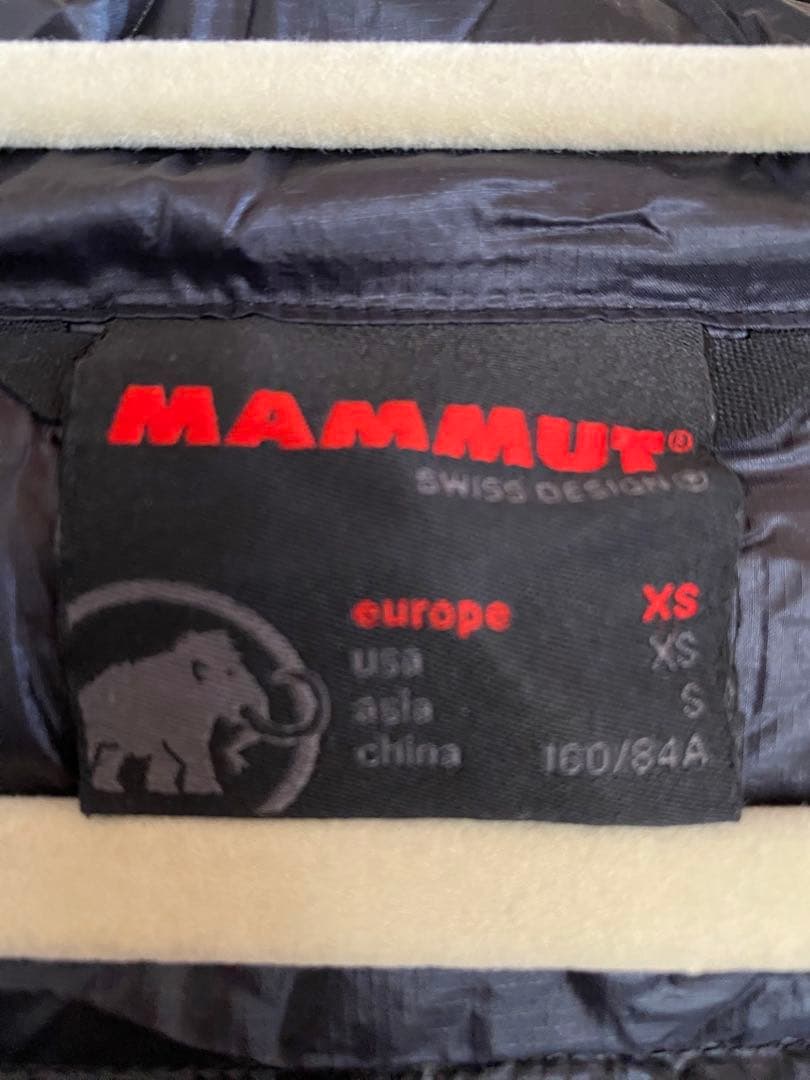 MAMMUT®
SWISS DESIGN
europe XS
usa XS
asia S
china 160/84A